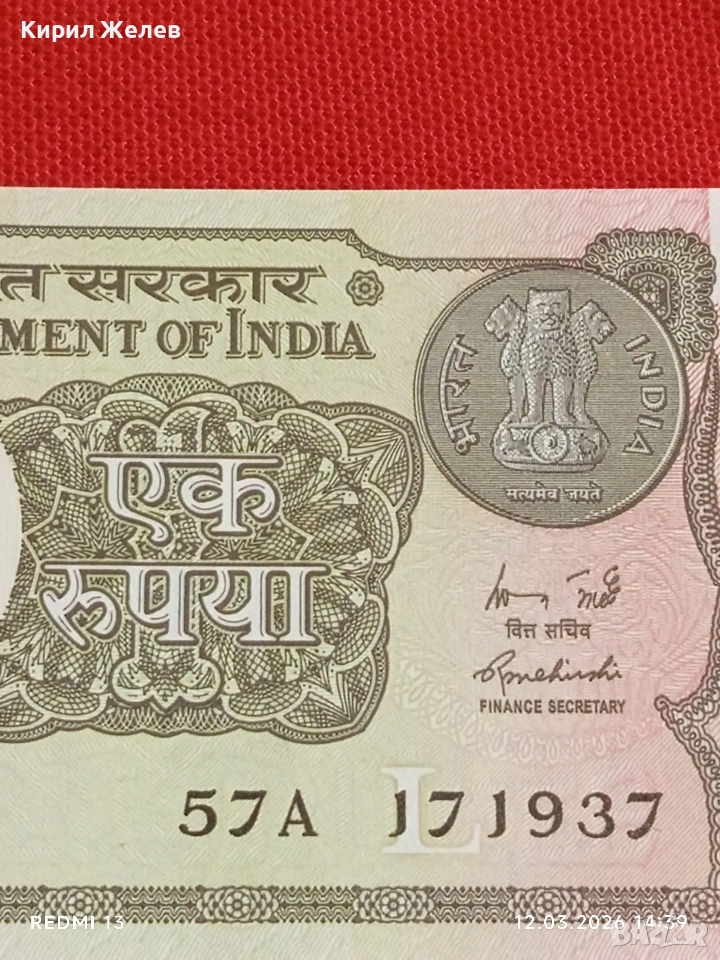 Кирил Желев
त सरकार
MENT OF INDIA
भारत
INDIA
सत्यमेव जयते
एक
रुपया
वित्त सचिव
FINANCE SECRETARY
L
57A 171937
REDMI 13
12.03.2026 14:39
BAZAR